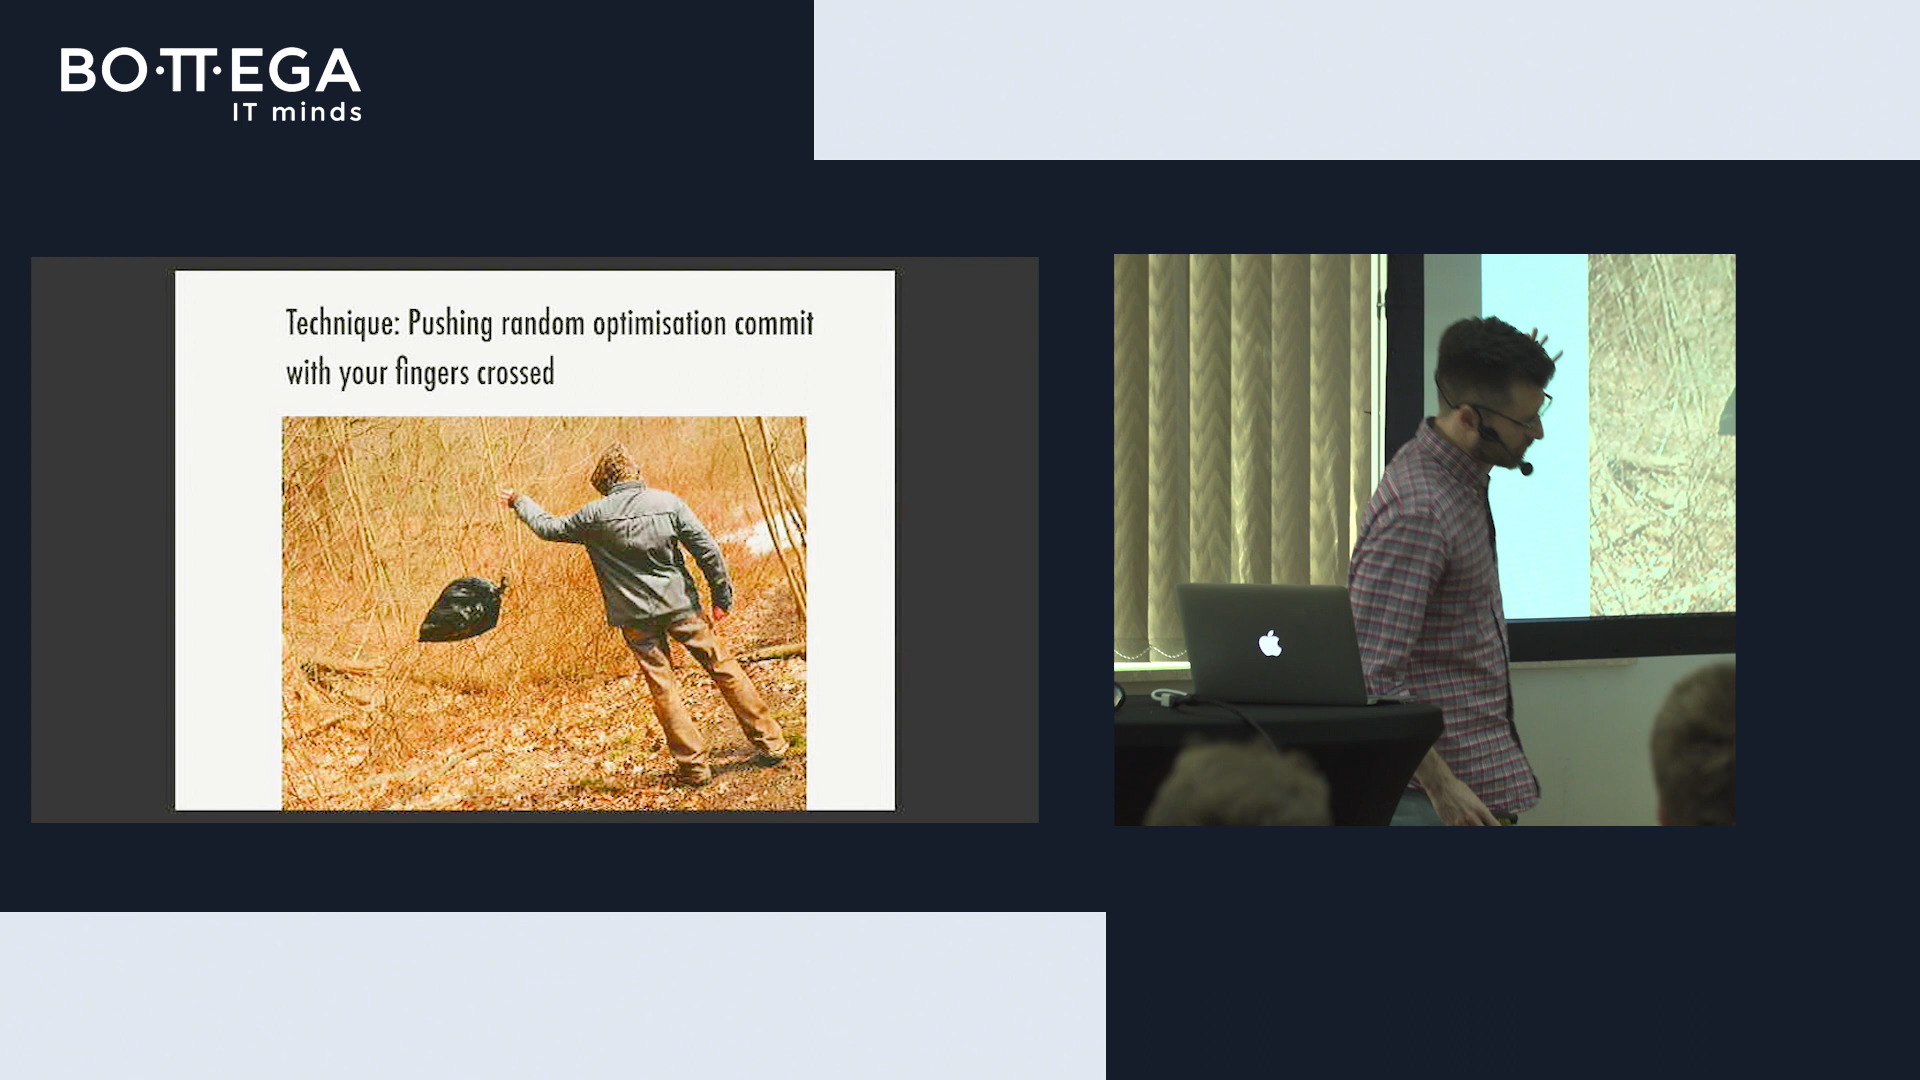 BO·TT·EGA
IT minds
Technique: Pushing random optimisation commit
with your fingers crossed